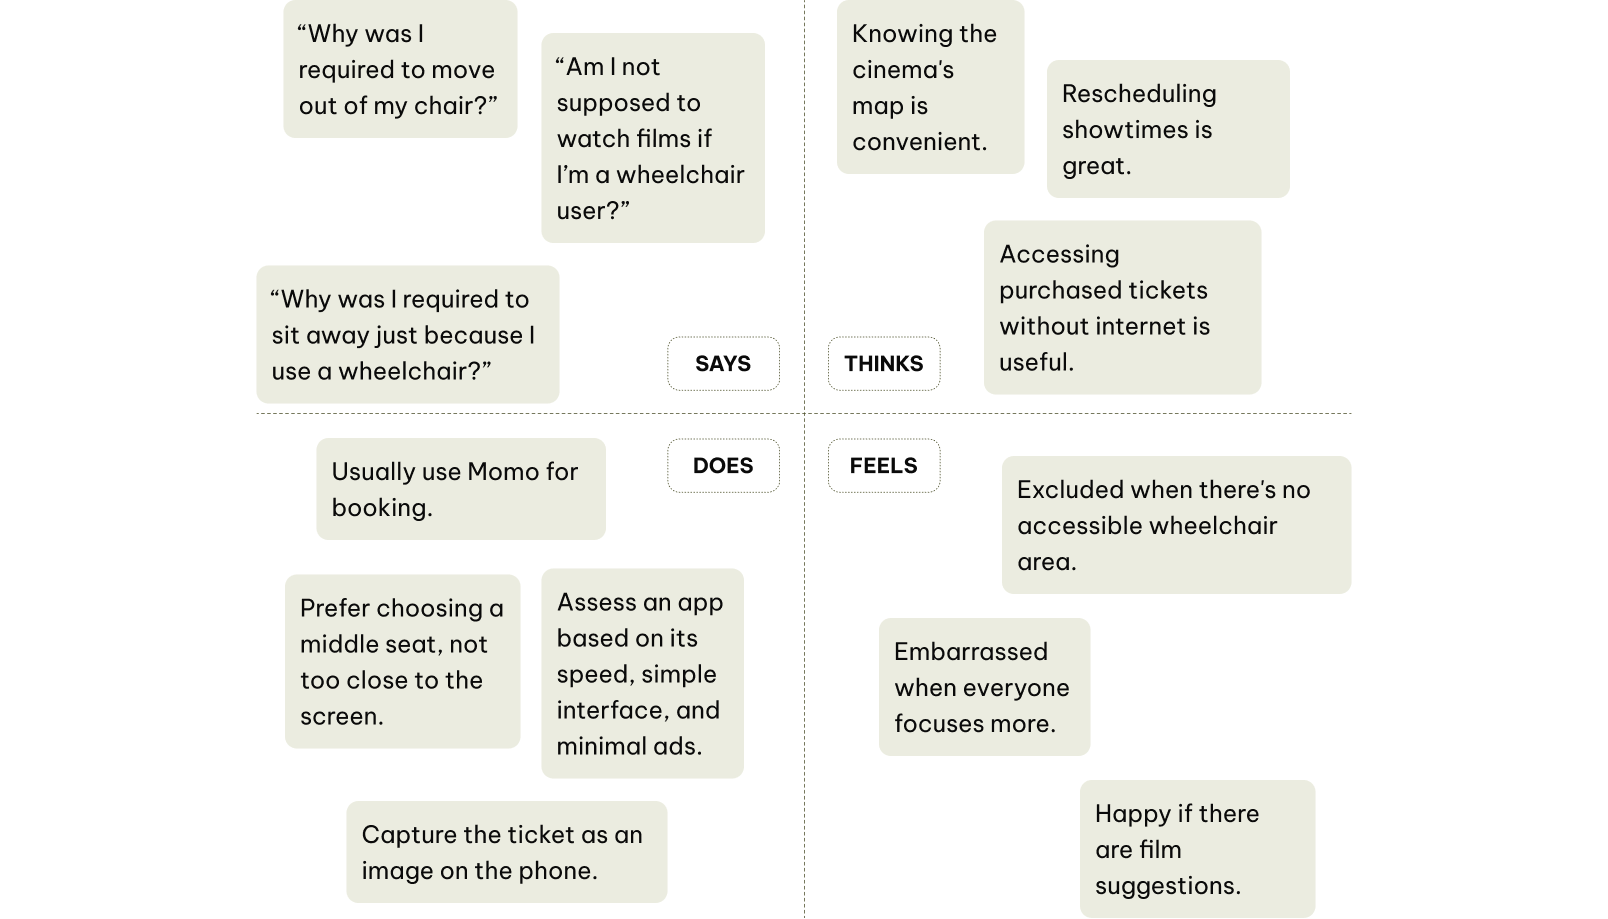 “Why was I
required to move
out of my chair?”
“Am I not
supposed to
watch films if
I’m a wheelchair
user?”
“Why was I required to
sit away just because I
use a wheelchair?”
SAYS
Knowing the
cinema's
map is
convenient.
Rescheduling
showtimes is
great.
Accessing
purchased tickets
without internet is
useful.
THINKS
DOES
Usually use Momo for
booking.
Prefer choosing a
middle seat, not
too close to the
screen.
Assess an app
based on its
speed, simple
interface, and
minimal ads.
Capture the ticket as an
image on the phone.
FEELS
Excluded when there's no
accessible wheelchair
area.
Embarrassed
when everyone
focuses more.
Happy if there
are film
suggestions.